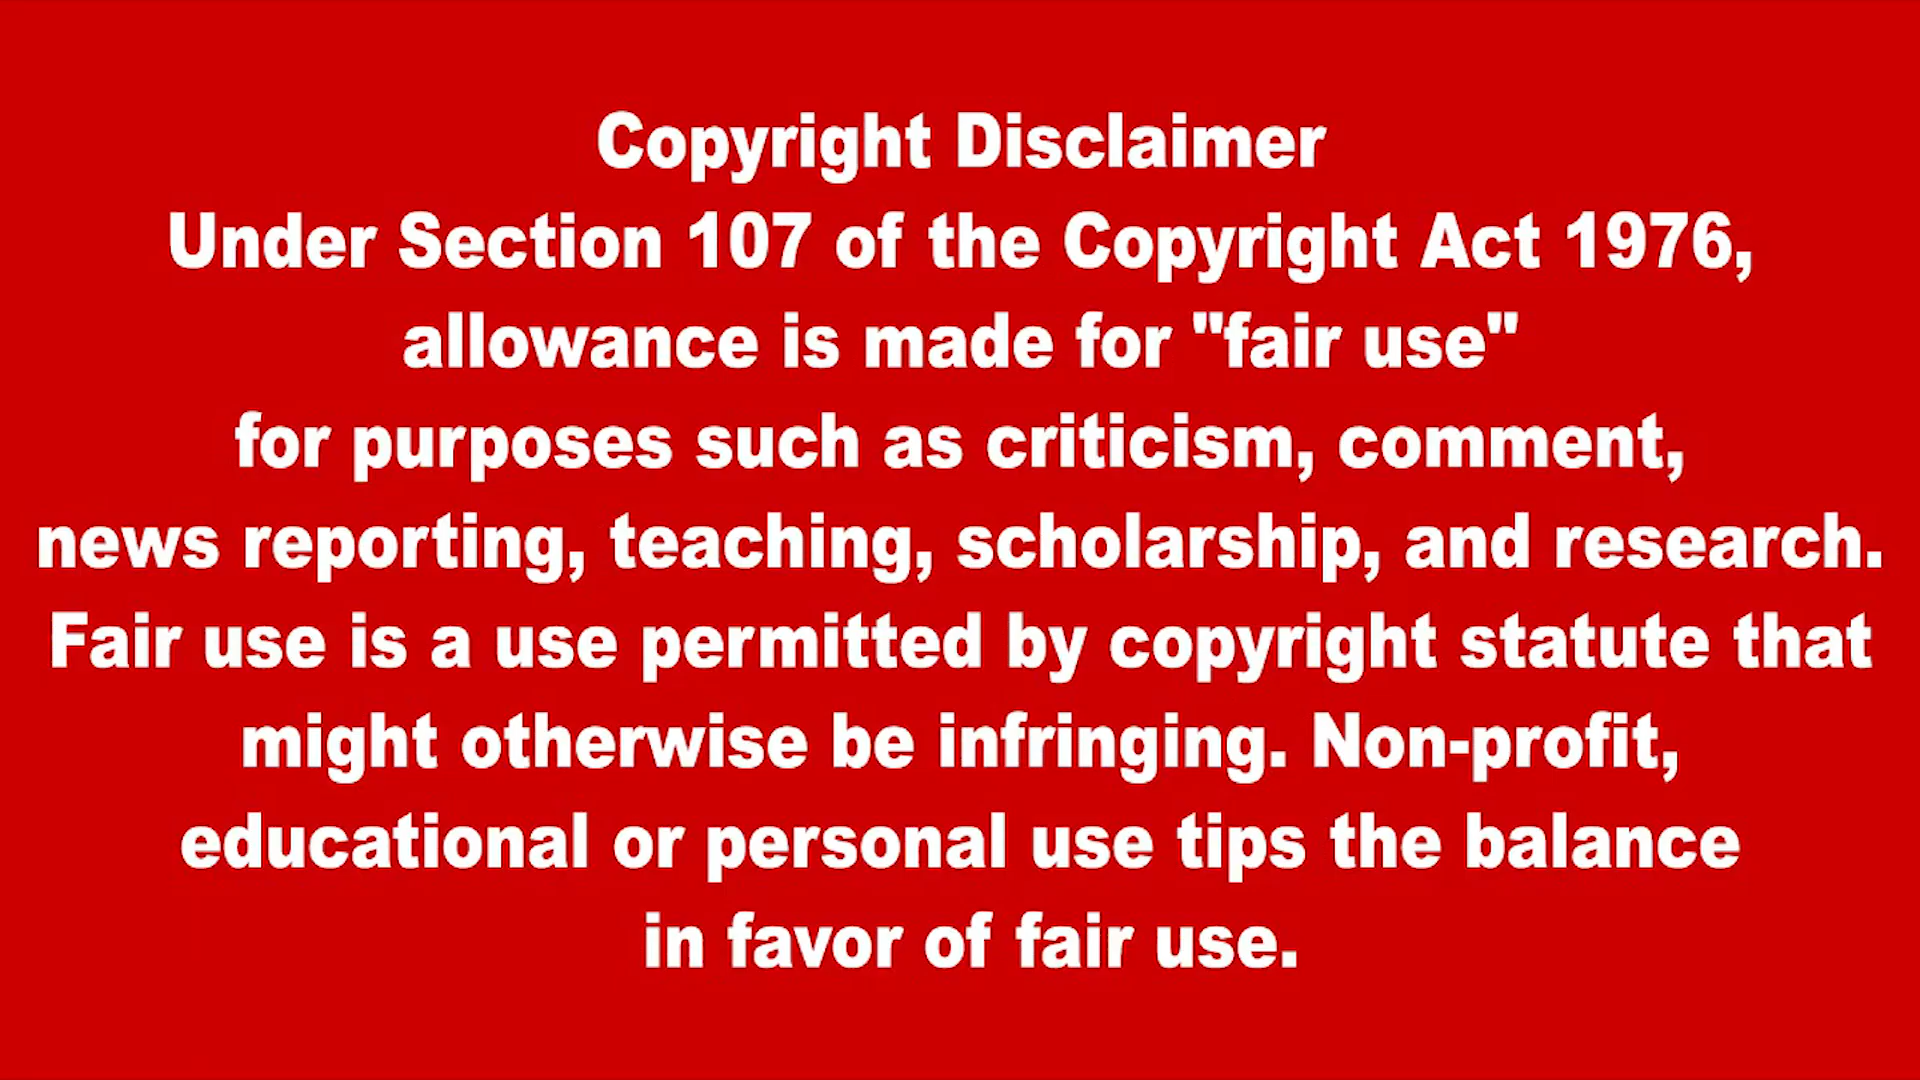 Copyright Disclaimer
Under Section 107 of the Copyright Act 1976,
allowance is made for "fair use"
for purposes such as criticism, comment,
news reporting, teaching, scholarship, and research.
Fair use is a use permitted by copyright statute that
might otherwise be infringing. Non-profit,
educational or personal use tips the balance
in favor of fair use.